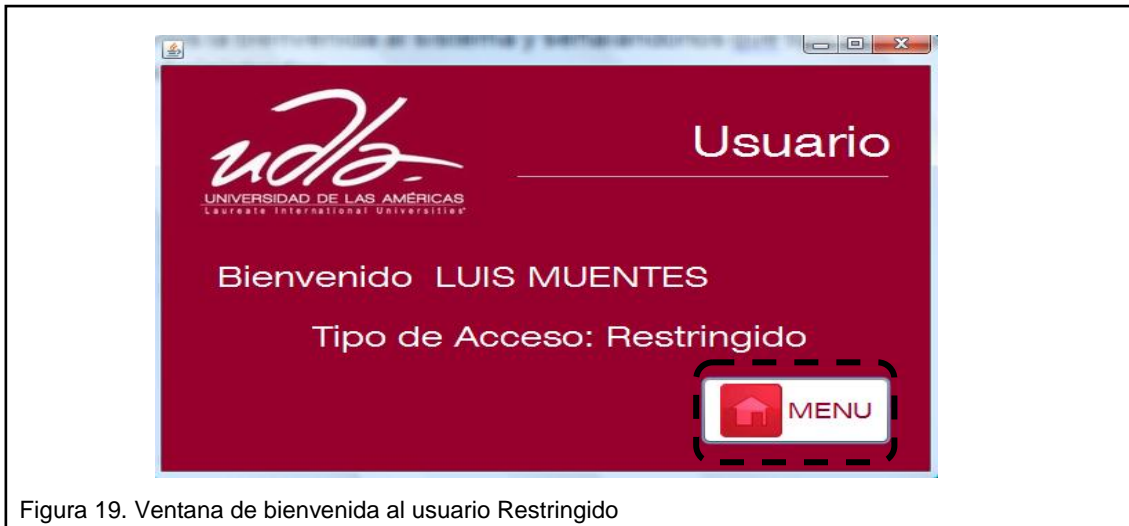 udla-
Usuario
UNIVERSIDAD DE LAS AMÉRICAS
Laureate International Universities®
Bienvenido LUIS MUENTES
Tipo de Acceso: Restringido
MENU
Figura 19. Ventana de bienvenida al usuario Restringido